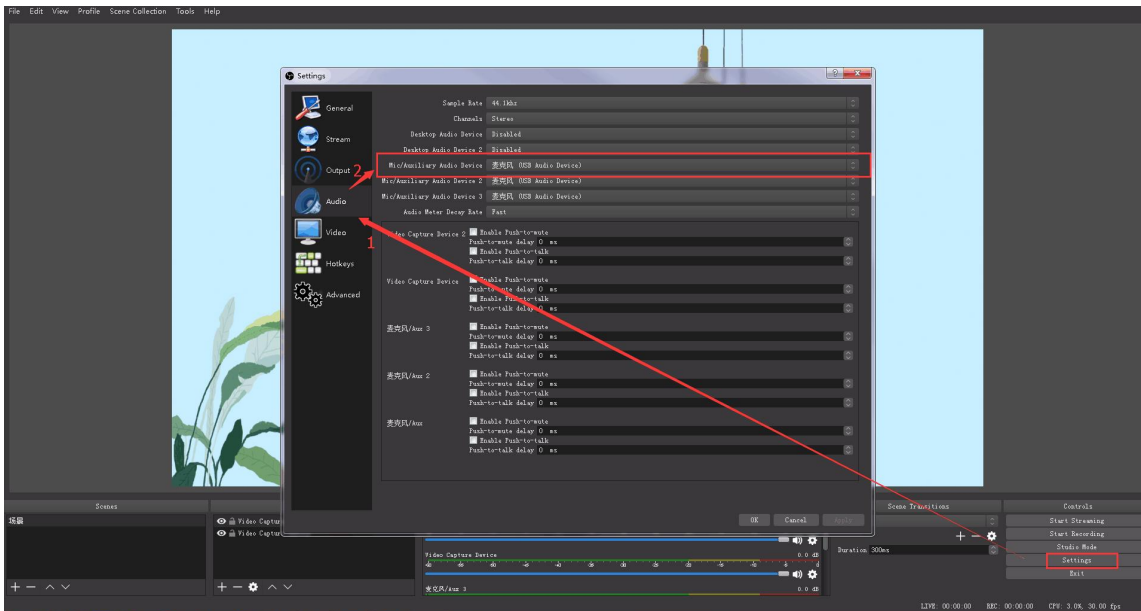 File Edit View Profile Scene Collection Tools Help
Settings
General
Stream
Output
Audio
Video
Hotkeys
Advanced
2
1
Sample Rate 44.1khz
Channels Stereo
Desktop Audio Device Disabled
Desktop Audio Device 2 Disabled
Mic/Auxiliary Audio Device 麦克风 (USB Audio Device)
Mic/Auxiliary Audio Device 2 麦克风 (USB Audio Device)
Mic/Auxiliary Audio Device 3 麦克风 (USB Audio Device)
Audio Meter Decay Rate Fast
Video Capture Device 2 Enable Push-to-mute
Push-to-mute delay 0 ms
Enable Push-to-talk
Push-to-talk delay 0 ms
Video Capture Device Enable Push-to-mute
Push-to-mute delay 0 ms
Enable Push-to-talk
Push-to-talk delay 0 ms
麦克风/Aux 3 Enable Push-to-mute
Push-to-mute delay 0 ms
Enable Push-to-talk
Push-to-talk delay 0 ms
麦克风/Aux 2 Enable Push-to-mute
Push-to-mute delay 0 ms
Enable Push-to-talk
Push-to-talk delay 0 ms
麦克风/Aux Enable Push-to-mute
Push-to-mute delay 0 ms
Enable Push-to-talk
Push-to-talk delay 0 ms
OK Cancel Apply
Scenes
场景
Video Captur
Video Captur
Video Capture Device 0.0 dB
麦克风/Aux 3 0.0 dB
Scene Transitions
Duration 300ms
Controls
Start Streaming
Start Recording
Studio Mode
Settings
Exit
LIVE: 00:00:00 REC: 00:00:00 CPU: 3.0%, 30.00 fps